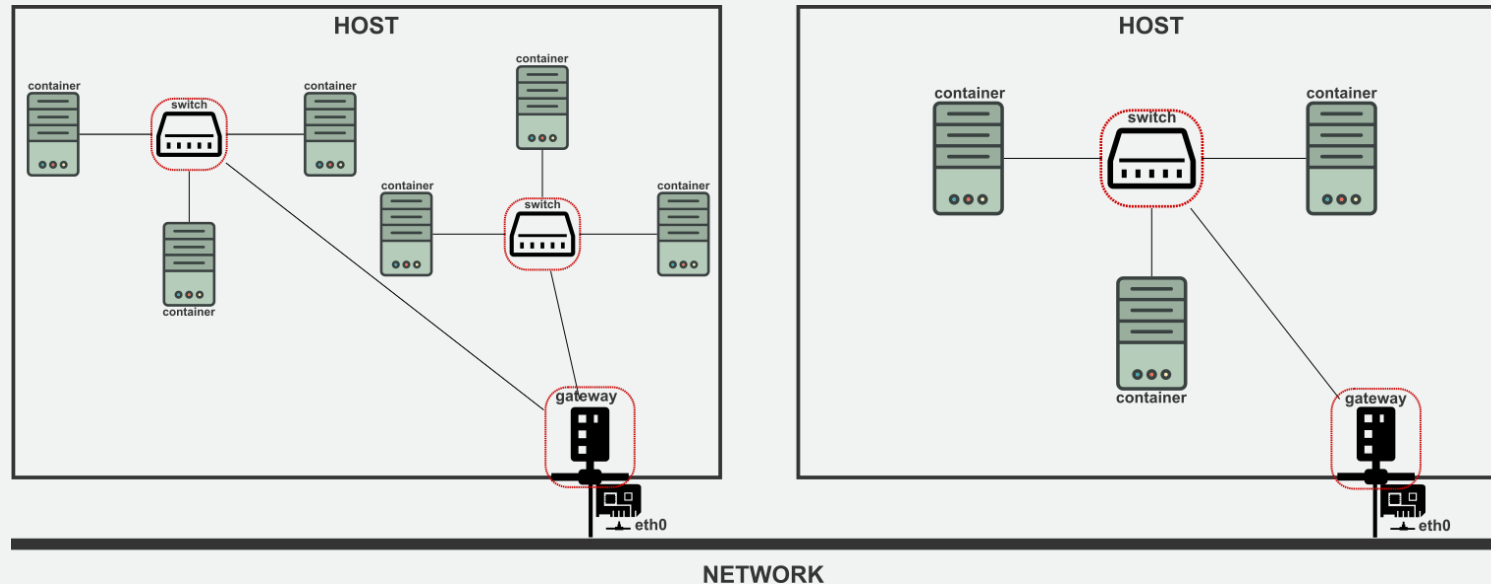 HOST
container
switch
container
container
container
container
switch
container
gateway
eth0
HOST
container
switch
container
container
gateway
eth0
NETWORK